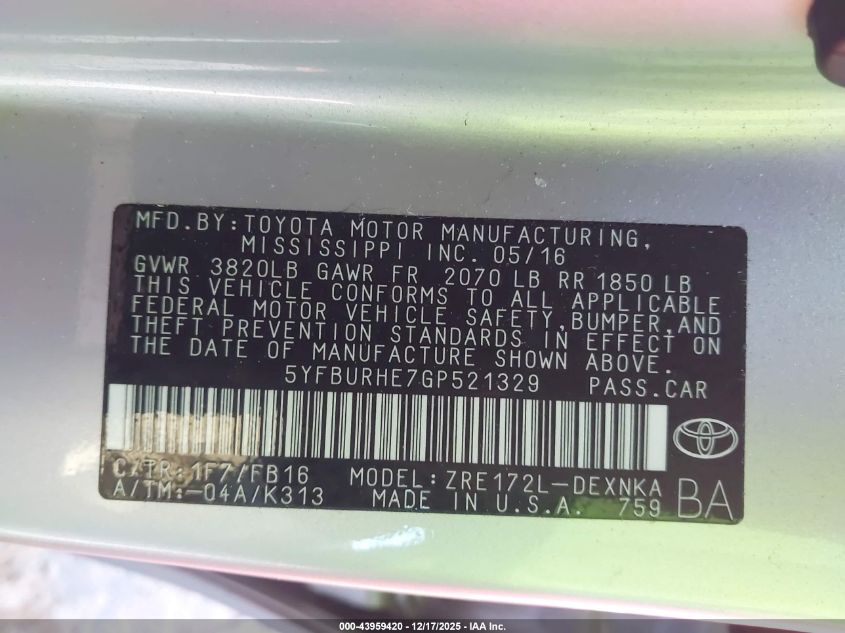 MFD.BY:TOYOTA MOTOR MANUFACTURING,
MISSISSIPPI INC. 05/16
GVWR 3820LB GAWR FR 2070 LB RR 1850 LB
THIS VEHICLE CONFORMS TO ALL APPLICABLE
FEDERAL MOTOR VEHICLE SAFETY,BUMPER,AND
THEFT PREVENTION STANDARDS IN EFFECT ON
THE DATE OF MANUFACTURE SHOWN ABOVE.
5YFBURHE7GP521329 PASS.CAR
C/TR:1F7/FB16 MODEL:ZRE172L-DEXNKA
A/TM:-04A/K313 MADE IN U.S.A. 759 BA
000-43959420 - 12/17/2025 - IAA Inc.